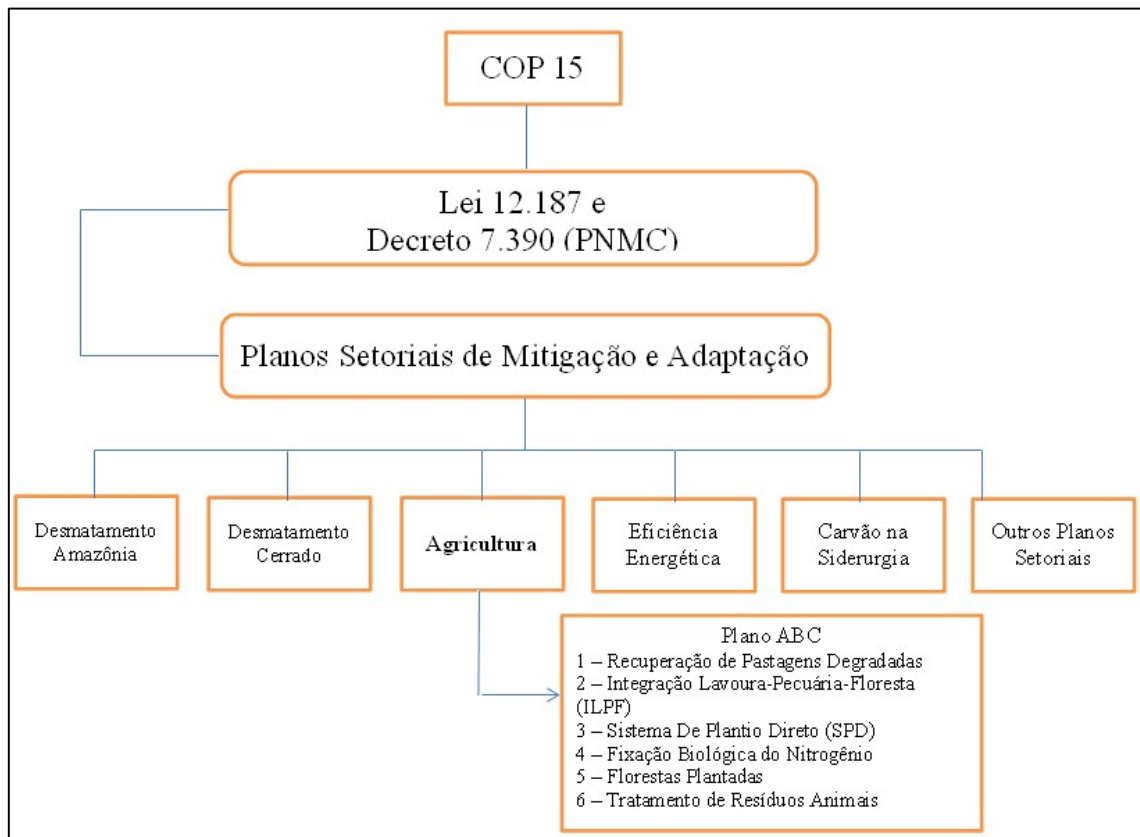 COP 15
Lei 12.187 e
Decreto 7.390 (PNMC)
Planos Setoriais de Mitigação e Adaptação
Desmatamento
Amazônia
Desmatamento
Cerrado
Agricultura
Eficiência
Energética
Carvão na
Siderurgia
Outros Planos
Setoriais
Plano ABC
1 – Recuperação de Pastagens Degradadas
2 – Integração Lavoura-Pecuária-Floresta
(ILPF)
3 – Sistema De Plantio Direto (SPD)
4 – Fixação Biológica do Nitrogênio
5 – Florestas Plantadas
6 – Tratamento de Resíduos Animais